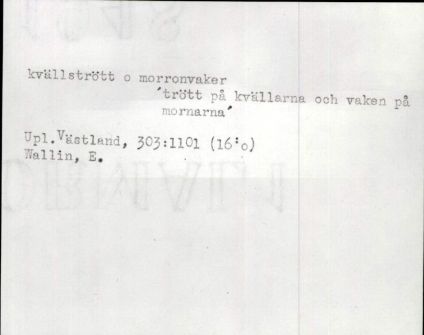 kvällstrött o morronvaker
'trött på kvällarna och vaken på
mornarna'
Upl. Västland, 303:1101 (16:o)
Wallin, E.